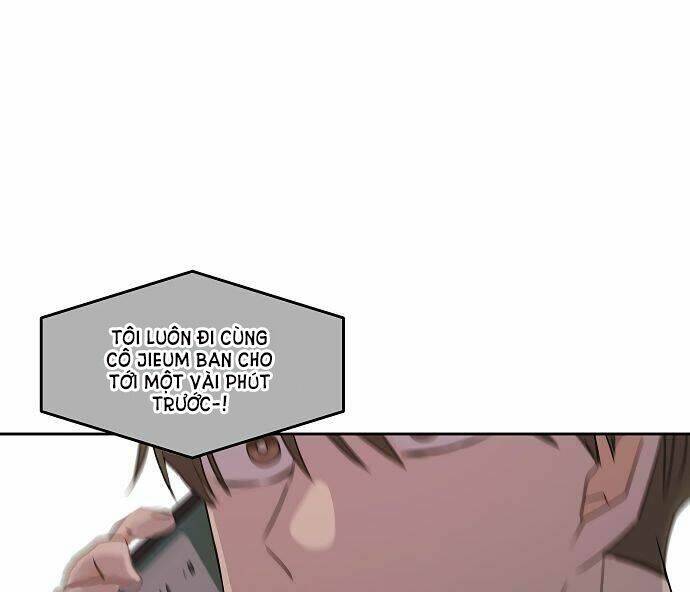 TÔI LUÔN ĐI CÙNG
CÔ JIEUM BAN CHO
TỚI MỘT VÀI PHÚT
TRƯỚC-!